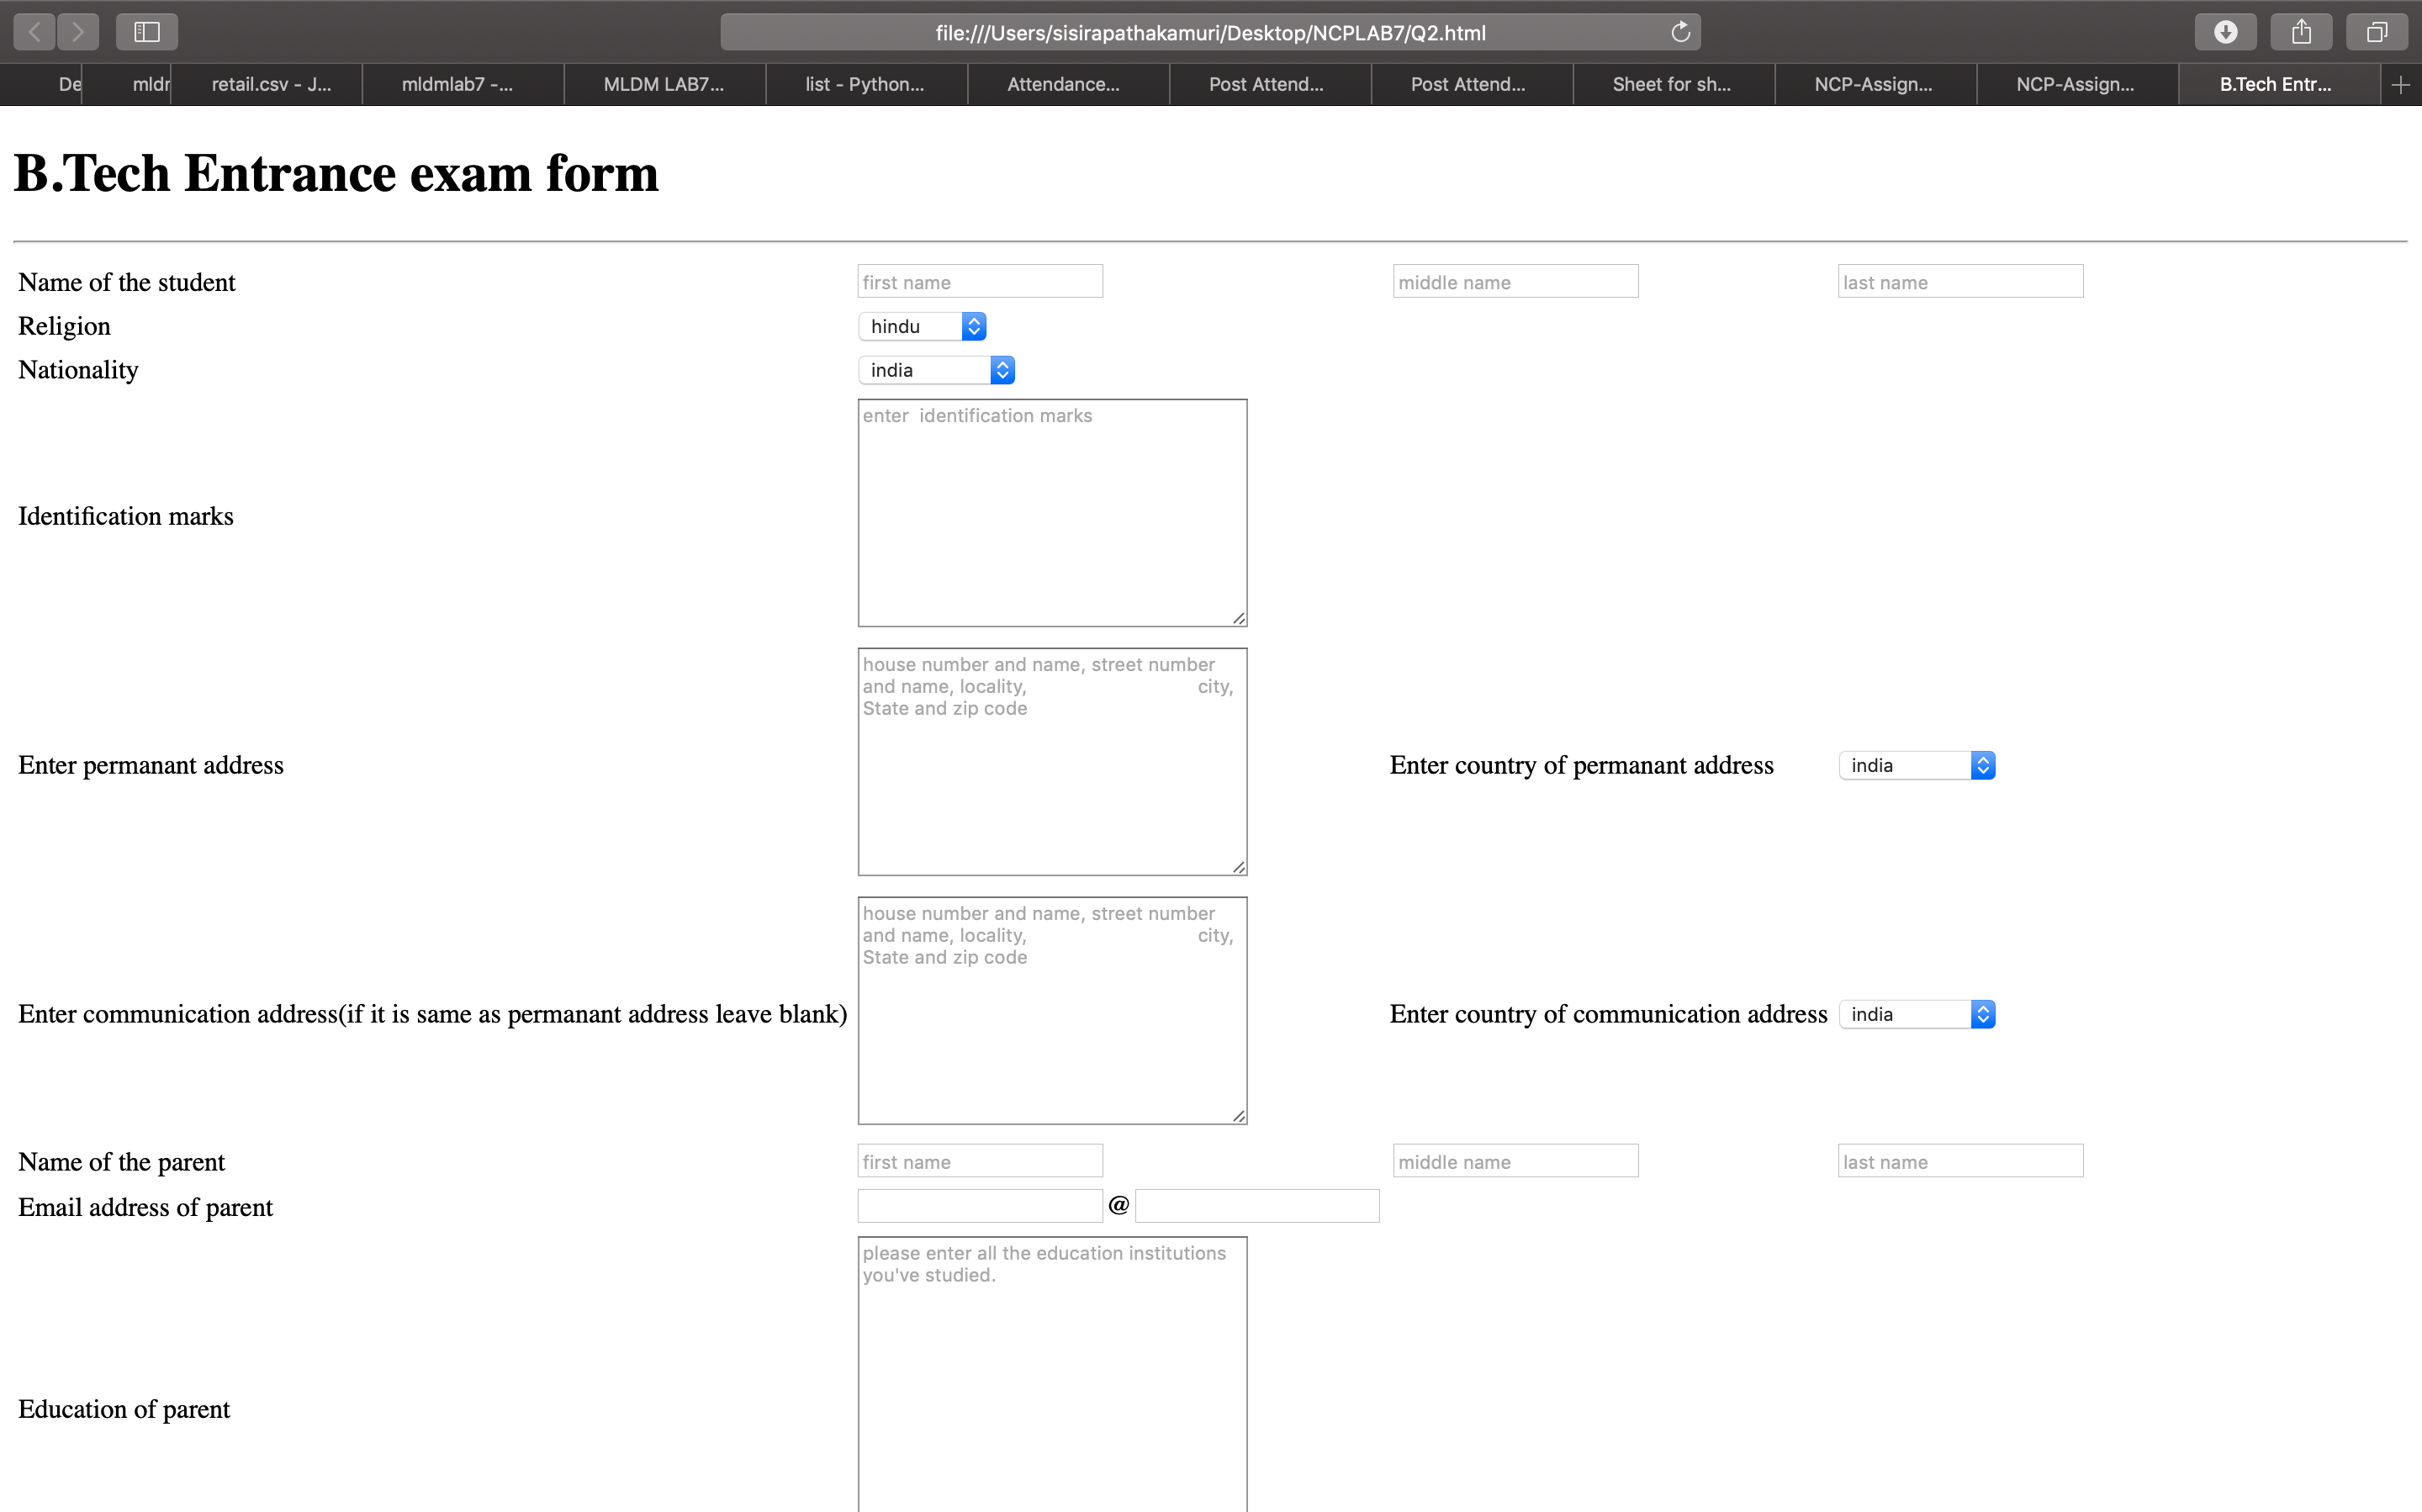 file:///Users/sisirapathakamuri/Desktop/NCPLAB7/Q2.html
De mldr retail.csv - J... mldmlab7 -... MLDM LAB7... list - Python... Attendance... Post Attend... Post Attend... Sheet for sh... NCP-Assign... NCP-Assign... B.Tech Entr...
B.Tech Entrance exam form
Name of the student first name middle name last name
Religion hindu
Nationality india
enter  identification marks
Identification marks
house number and name, street number
and name, locality, city,
State and zip code
Enter permanant address Enter country of permanant address india
house number and name, street number
and name, locality, city,
State and zip code
Enter communication address(if it is same as permanant address leave blank) Enter country of communication address india
Name of the parent first name middle name last name
Email address of parent @
please enter all the education institutions
you've studied.
Education of parent